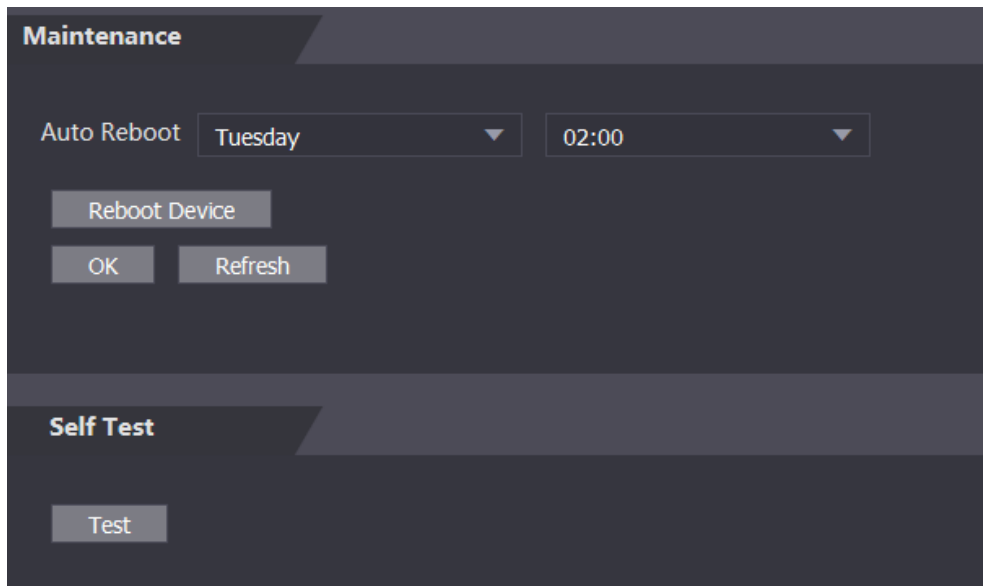 Maintenance
Auto Reboot Tuesday 02:00
Reboot Device
OK Refresh
Self Test
Test